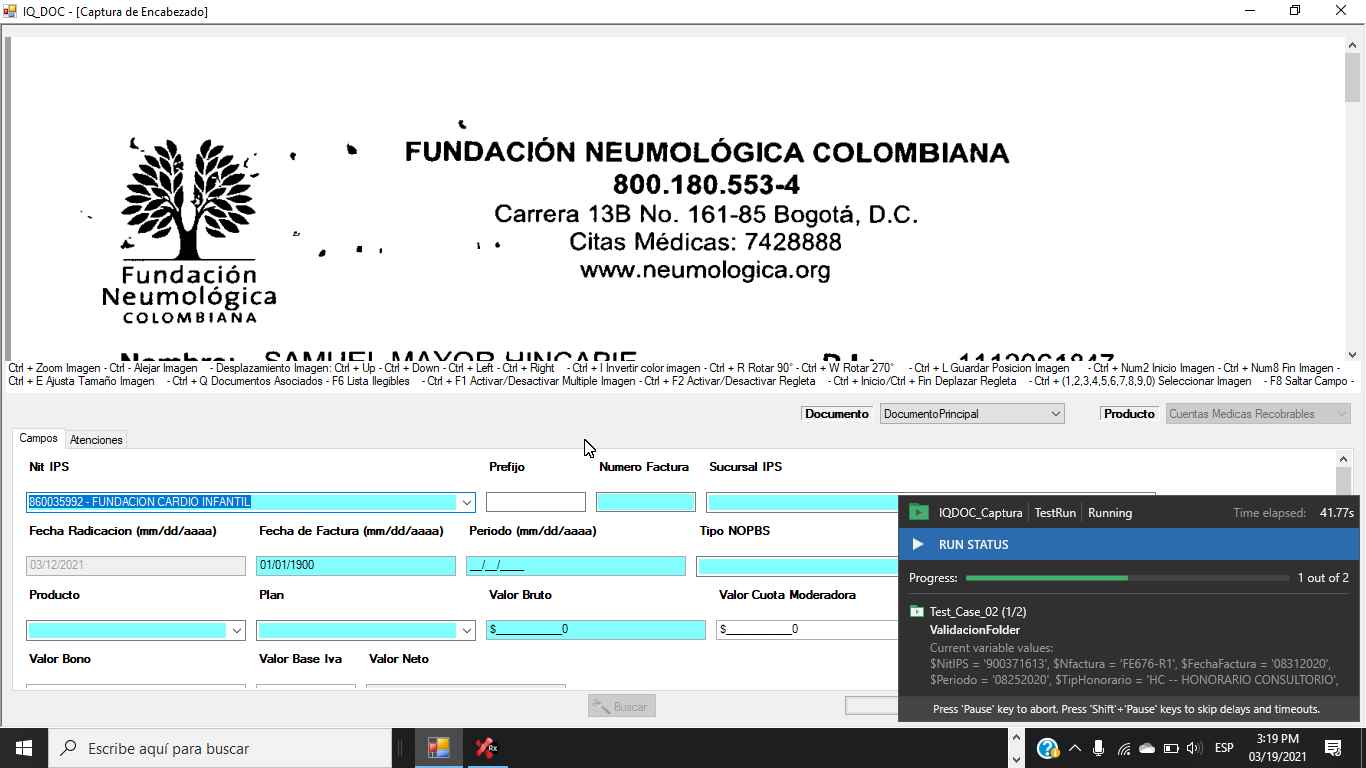 IQ_DOC - [Captura de Encabezado]
FUNDACIÓN NEUMOLÓGICA COLOMBIANA
800.180.553-4
Carrera 13B No. 161-85 Bogotá, D.C.
Citas Médicas: 7428888
www.neumologica.org
Fundación
Neumológica
COLOMBIANA
Nombre: SAMUEL MAYOR HINCAPIE
Ctrl + Zoom Imagen - Ctrl - Alejar Imagen - Desplazamiento Imagen: Ctrl + Up - Ctrl + Down - Ctrl + Left - Ctrl + Right - Ctrl + I Invertir color imagen - Ctrl + R Rotar 90° - Ctrl + W Rotar 270° - Ctrl + L Guardar Posicion Imagen - Ctrl + Num2 Inicio Imagen - Ctrl + Num8 Fin Imagen -
Ctrl + E Ajusta Tamaño Imagen - Ctrl + Q Documentos Asociados - F6 Lista Ilegibles - Ctrl + F1 Activar/Desactivar Multiple Imagen - Ctrl + F2 Activar/Desactivar Regleta - Ctrl + Inicio/Ctrl + Fin Deplazar Regleta - Ctrl + (1,2,3,4,5,6,7,8,9,0) Seleccionar Imagen - F8 Saltar Campo -
Documento DocumentoPrincipal Producto Cuentas Medicas Recobrables
Campos Atenciones
Nit IPS Prefijo Numero Factura Sucursal IPS
860035992 - FUNDACION CARDIO INFANTIL
Fecha Radicacion (mm/dd/aaaa) Fecha de Factura (mm/dd/aaaa) Periodo (mm/dd/aaaa) Tipo NOPBS
03/12/2021 01/01/1900 __/__/____
Producto Plan Valor Bruto Valor Cuota Moderadora
$__________0 $__________0
Valor Bono Valor Base Iva Valor Neto
Buscar
IQDOC_Captura TestRun Running Time elapsed: 41.77s
RUN STATUS
Progress: 1 out of 2
Test_Case_02 (1/2)
ValidacionFolder
Current variable values:
$NitIPS = '900371613', $Nfactura = 'FE676-R1', $FechaFactura = '08312020',
$Periodo = '08252020', $TipHonorario = 'HC -- HONORARIO CONSULTORIO',
Press 'Pause' key to abort. Press 'Shift'+'Pause' keys to skip delays and timeouts.
Escribe aquí para buscar
Rx
ESP
3:19 PM
03/19/2021